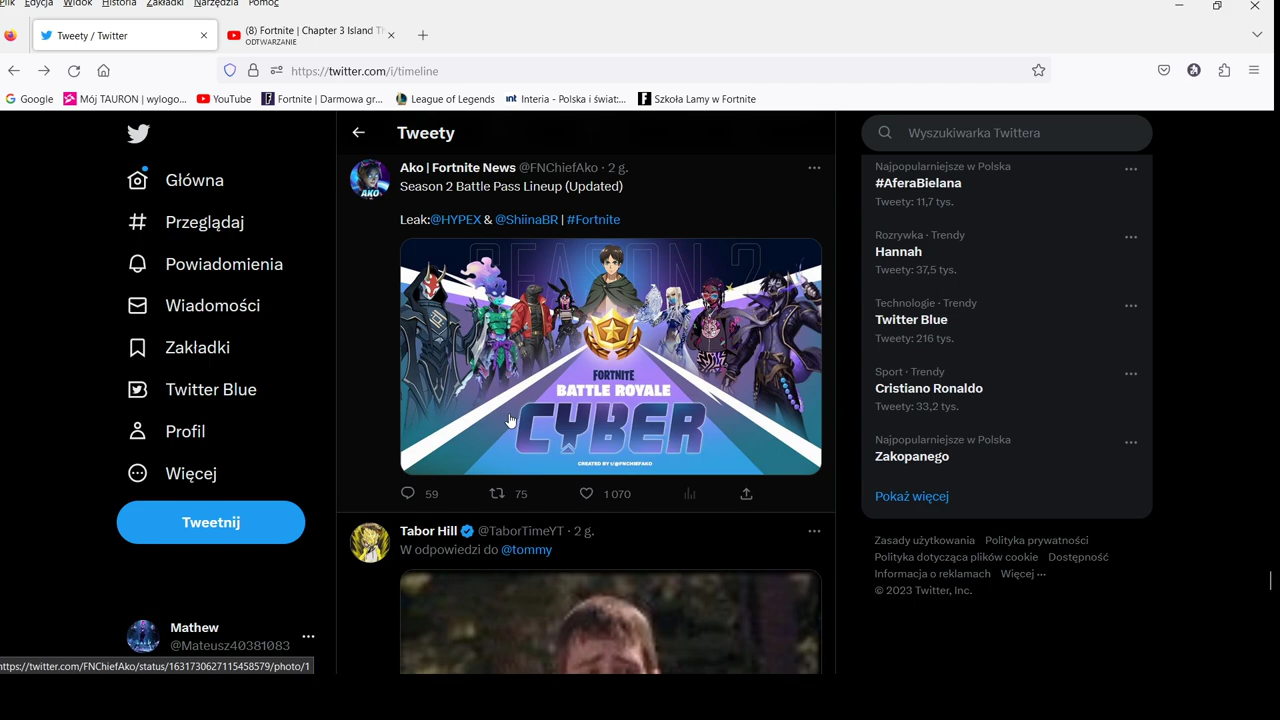 Plik Edycja Widok Historia Zakładki Narzędzia Pomoc
Tweety / Twitter
(8) Fortnite | Chapter 3 Island Th
ODTWARZANIE
https://twitter.com/i/timeline
Google
Mój TAURON | wylogo...
YouTube
Fortnite | Darmowa gr...
League of Legends
Interia - Polska i świat:...
Szkoła Lamy w Fortnite
Główna
Przeglądaj
Powiadomienia
Wiadomości
Zakładki
Twitter Blue
Profil
Więcej
Tweetnij
Mathew
@Mateusz40381083
https://twitter.com/FNChiefAko/status/1631730627115458579/photo/1
Tweety
Ako | Fortnite News @FNChiefAko · 2 g.
Season 2 Battle Pass Lineup (Updated)
Leak:@HYPEX & @ShiinaBR | #Fortnite
AKO
SEASON 2
FORTNITE
BATTLE ROYALE
CYBER
CREATED BY @FNCHIEFAKO
59
75
1 070
Tabor Hill @TaborTimeYT · 2 g.
W odpowiedzi do @tommy
Wyszukiwarka Twittera
Najpopularniejsze w Polska
#AferaBielana
Tweety: 11,7 tys.
Rozrywka · Trendy
Hannah
Tweety: 37,5 tys.
Technologie · Trendy
Twitter Blue
Tweety: 216 tys.
Sport · Trendy
Cristiano Ronaldo
Tweety: 33,2 tys.
Najpopularniejsze w Polska
Zakopanego
Pokaż więcej
Zasady użytkowania Polityka prywatności
Polityka dotycząca plików cookie Dostępność
Informacja o reklamach Więcej ···
© 2023 Twitter, Inc.